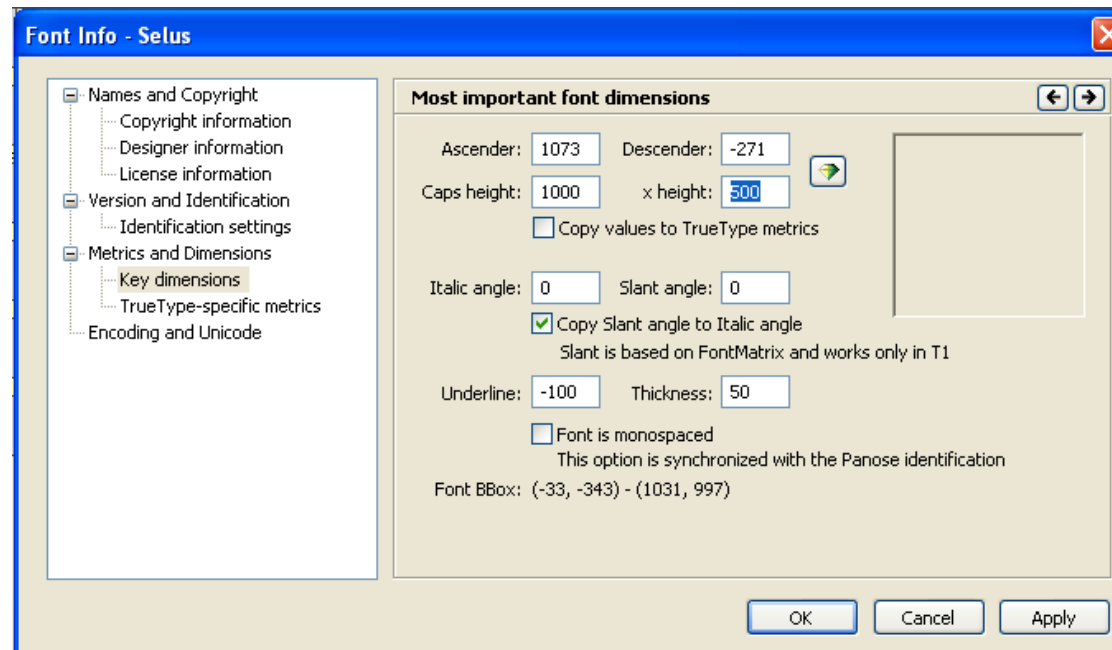 Font Info - Selus
Names and Copyright
Copyright information
Designer information
License information
Version and Identification
Identification settings
Metrics and Dimensions
Key dimensions
TrueType-specific metrics
Encoding and Unicode
Most important font dimensions
Ascender: 1073 Descender: -271
Caps height: 1000 x height: 500
Copy values to TrueType metrics
Italic angle: 0 Slant angle: 0
Copy Slant angle to Italic angle
Slant is based on FontMatrix and works only in T1
Underline: -100 Thickness: 50
Font is monospaced
This option is synchronized with the Panose identification
Font BBox: (-33, -343) - (1031, 997)
OK Cancel Apply